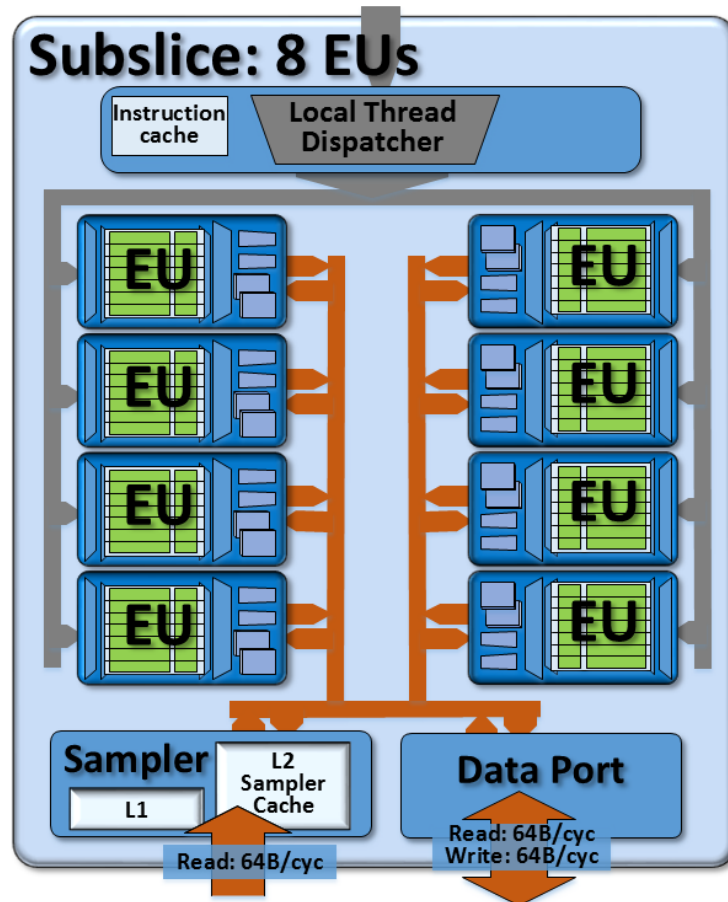 Subslice: 8 EUs
Instruction
cache
Local Thread
Dispatcher
EU
EU
EU
EU
EU
EU
EU
EU
Sampler
L1
L2
Sampler
Cache
Read: 64B/cyc
Data Port
Read: 64B/cyc
Write: 64B/cyc